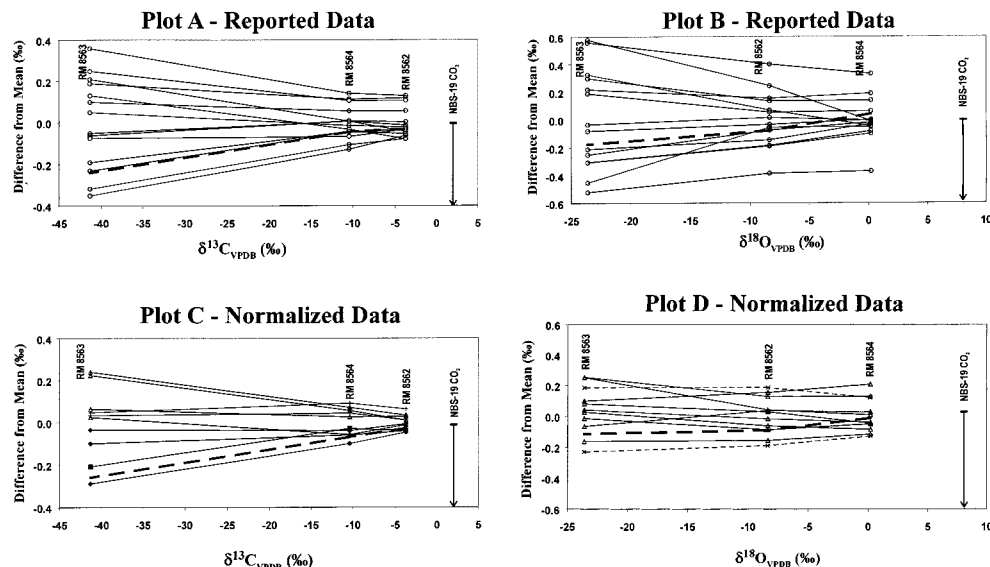 Plot A - Reported Data
Difference from Mean (‰)
0.4
0.2
0.0
-0.2
-0.4
RM 8563
RM 8564
RM 8562
NBS-19 CO₂
-45 -40 -35 -30 -25 -20 -15 -10 -5 0 5
δ¹³C_VPDB (‰)
Plot B - Reported Data
Difference from Mean (‰)
0.6
0.4
0.2
0.0
-0.2
-0.4
-0.6
RM 8563
RM 8562
RM 8564
NBS-19 CO₂
-25 -20 -15 -10 -5 0 5 10
δ¹⁸O_VPDB (‰)
Plot C - Normalized Data
Difference from Mean (‰)
0.4
0.2
0.0
-0.2
-0.4
RM 8563
RM 8564
RM 8562
NBS-19 CO₂
-45 -40 -35 -30 -25 -20 -15 -10 -5 0 5
δ¹³C_VPDB (‰)
Plot D - Normalized Data
Difference from Mean (‰)
0.6
0.4
0.2
0.0
-0.2
-0.4
-0.6
RM 8563
RM 8562
RM 8564
NBS-19 CO₂
-25 -20 -15 -10 -5 0 5 10
δ¹⁸O_VPDB (‰)